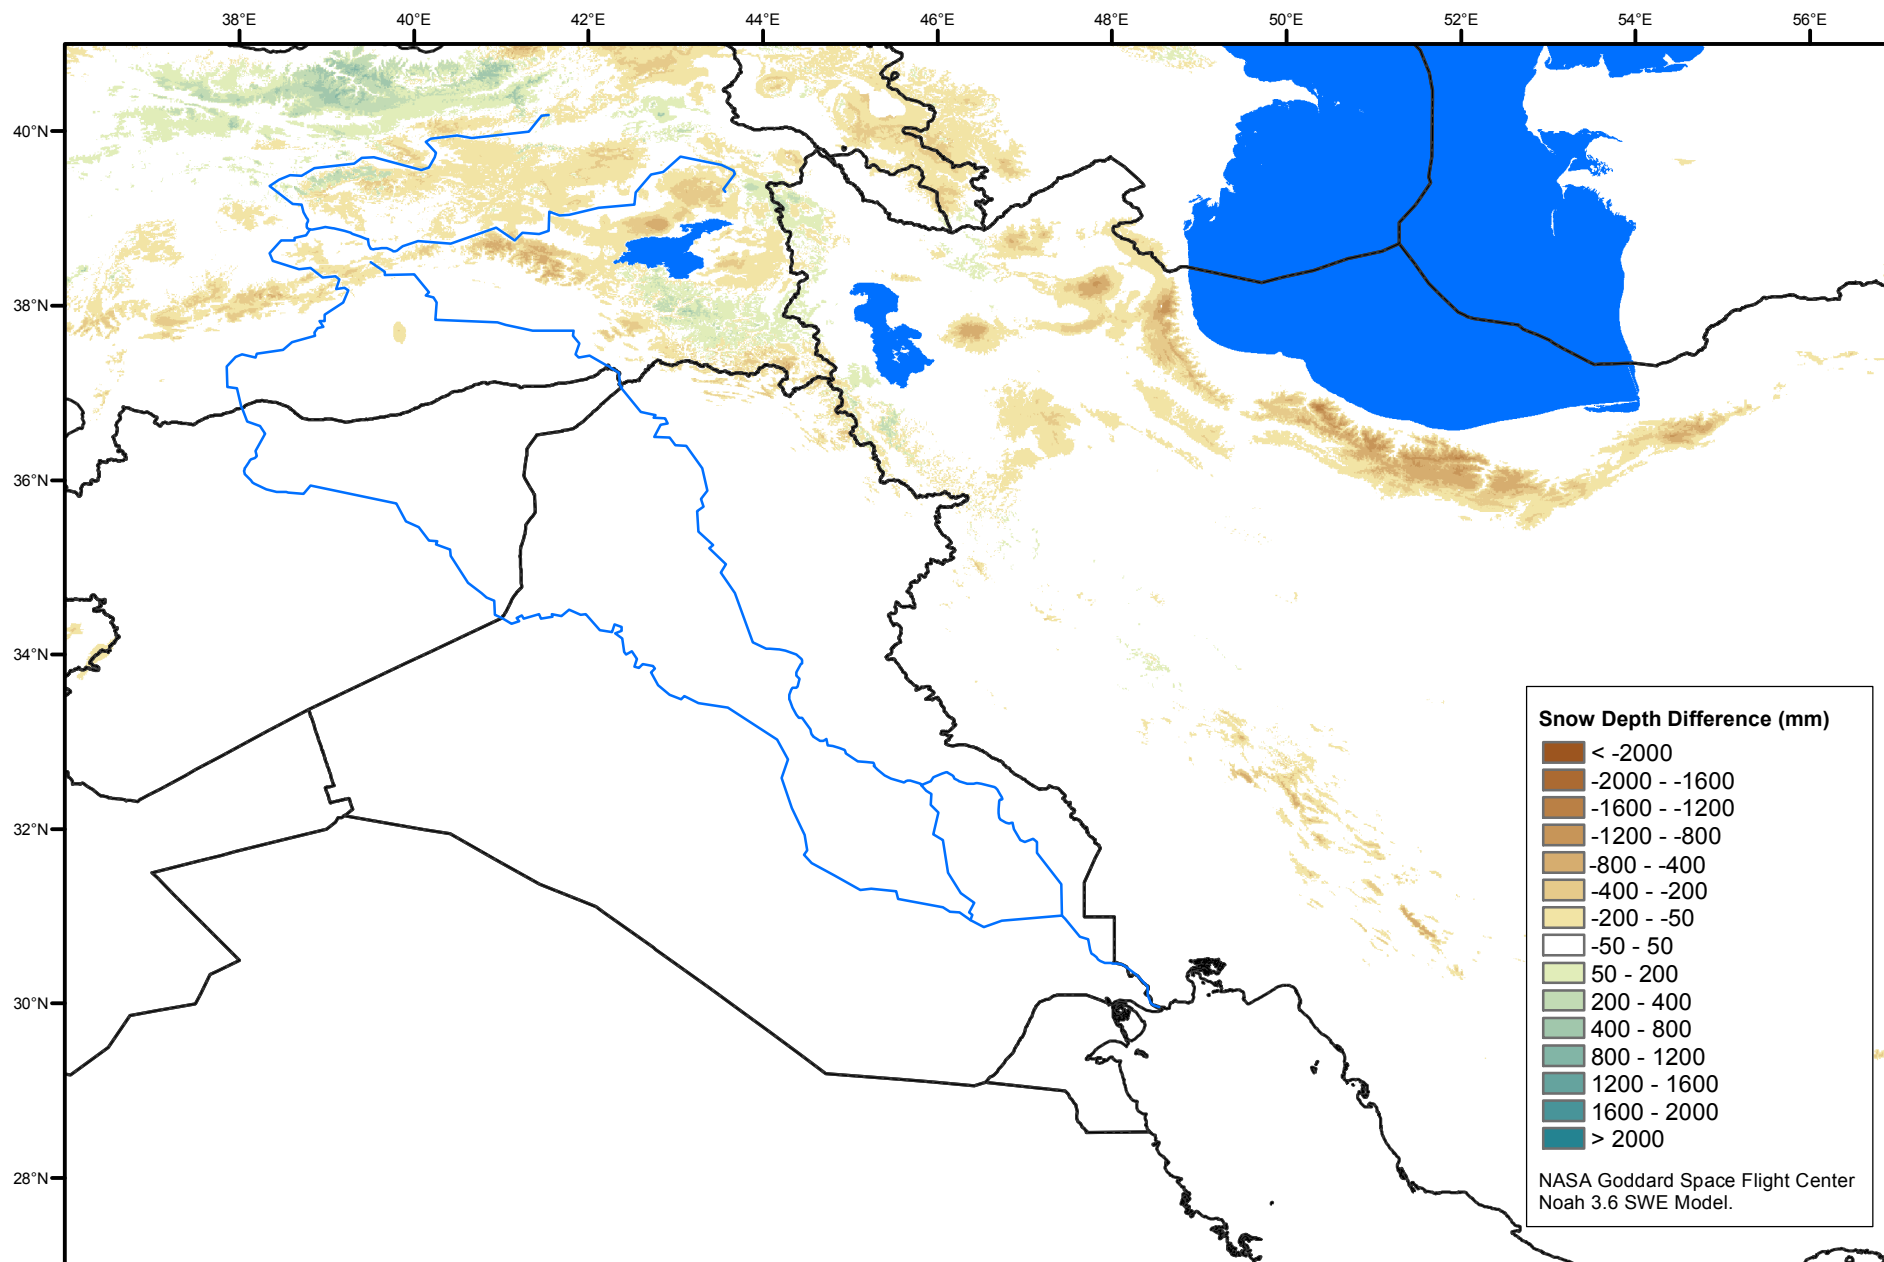 38°E 40°E 42°E 44°E 46°E 48°E 50°E 52°E 54°E 56°E
40°N
38°N
36°N
34°N
32°N
30°N
28°N
Snow Depth Difference (mm)
< -2000
-2000 - -1600
-1600 - -1200
-1200 - -800
-800 - -400
-400 - -200
-200 - -50
-50 - 50
50 - 200
200 - 400
400 - 800
800 - 1200
1200 - 1600
1600 - 2000
> 2000
NASA Goddard Space Flight Center
Noah 3.6 SWE Model.